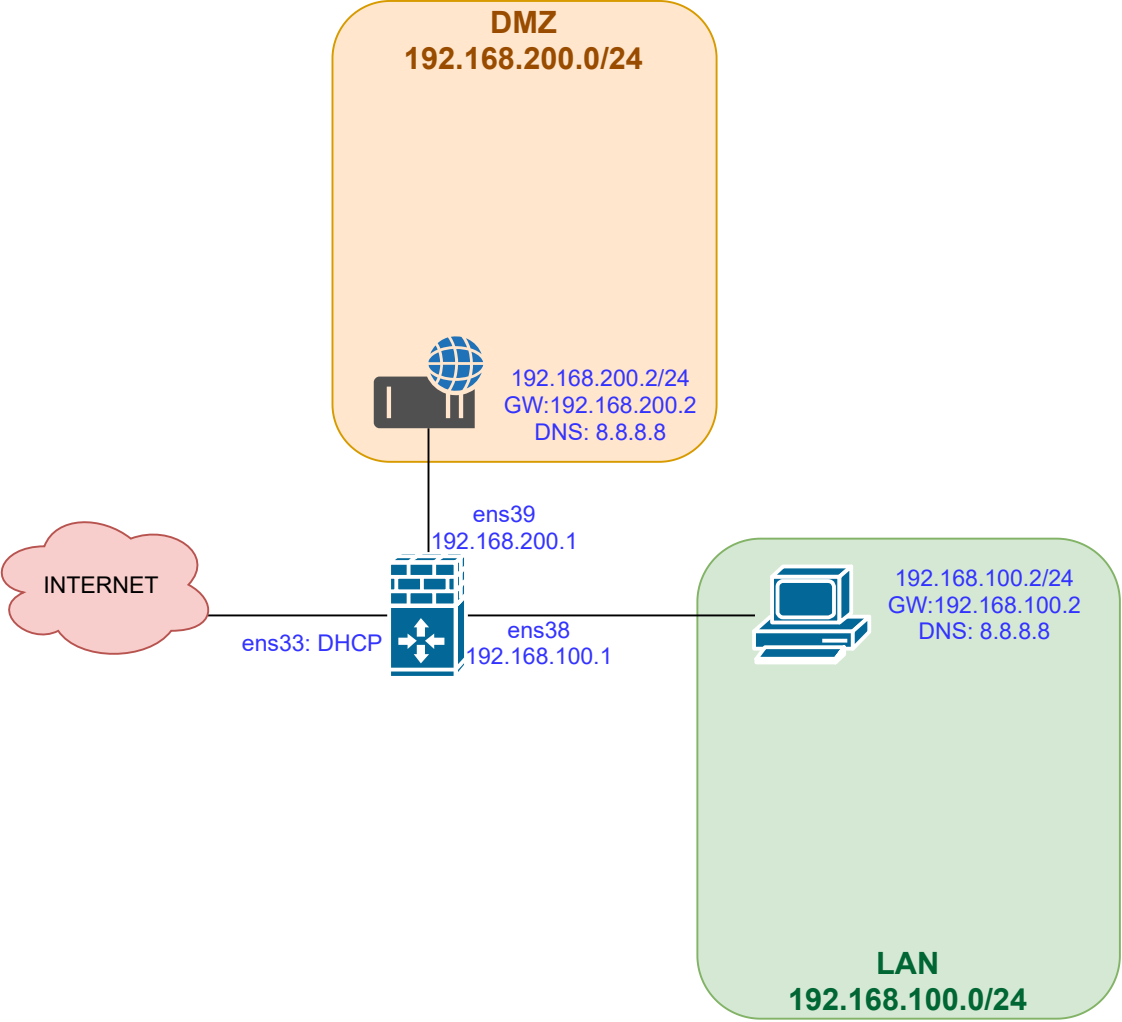 DMZ
192.168.200.0/24
192.168.200.2/24
GW:192.168.200.2
DNS: 8.8.8.8
ens39
192.168.200.1
INTERNET
ens33: DHCP
ens38
192.168.100.1
192.168.100.2/24
GW:192.168.100.2
DNS: 8.8.8.8
LAN
192.168.100.0/24